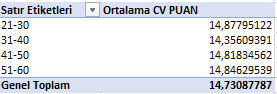 Satır Etiketleri Ortalama CV PUAN
21-30 14,87795122
31-40 14,35609391
41-50 14,81834562
51-60 14,84629539
Genel Toplam 14,73087787